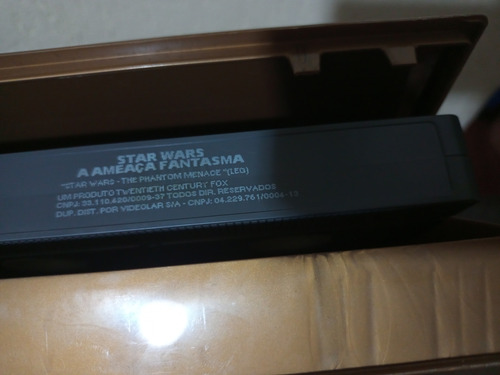 STAR WARS
A AMEAÇA FANTASMA
"STAR WARS - THE PHANTOM MENACE "(LEG)
UM PRODUTO TWENTIETH CENTURY FOX
CNPJ: 33.110.420/0009-37 TODOS DIR. RESERVADOS
DUP. DIST. POR VIDEOLAR S/A - CNPJ: 04.229.761/0004-13